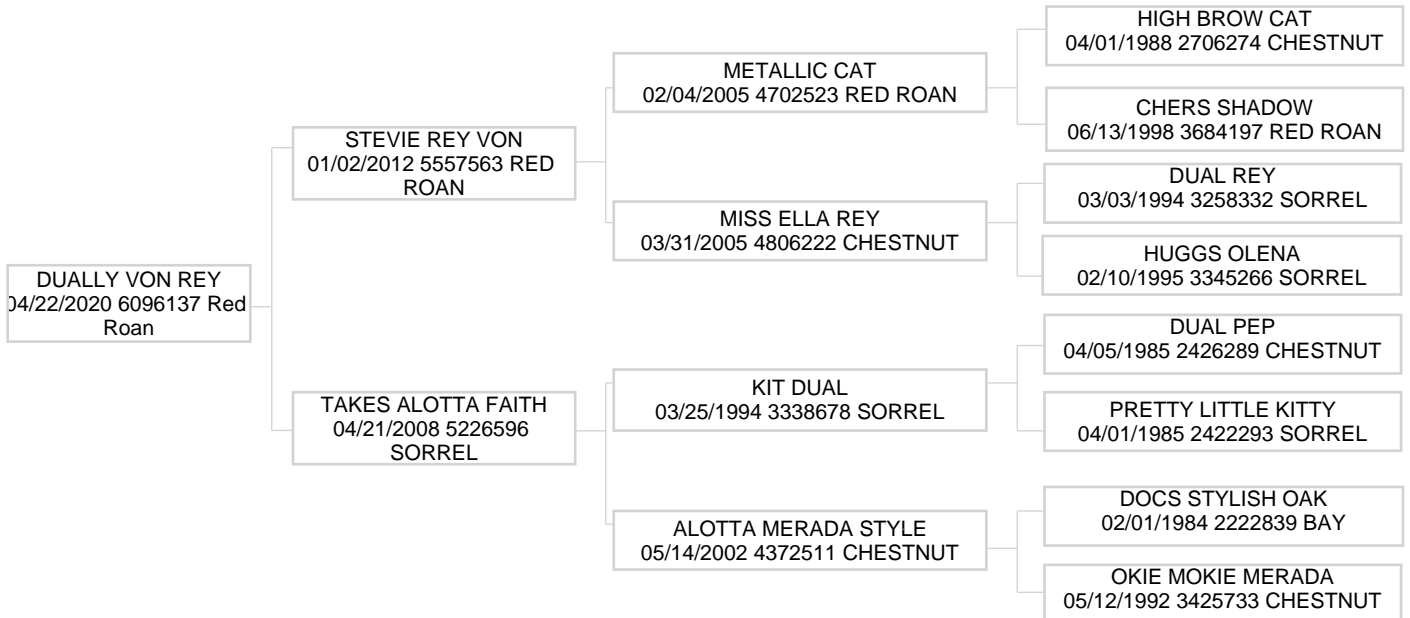 HIGH BROW CAT
04/01/1988 2706274 CHESTNUT
METALLIC CAT
02/04/2005 4702523 RED ROAN
CHERS SHADOW
06/13/1998 3684197 RED ROAN
STEVIE REY VON
01/02/2012 5557563 RED
ROAN
DUAL REY
03/03/1994 3258332 SORREL
MISS ELLA REY
03/31/2005 4806222 CHESTNUT
HUGGS OLENA
02/10/1995 3345266 SORREL
DUALLY VON REY
04/22/2020 6096137 Red
Roan
DUAL PEP
04/05/1985 2426289 CHESTNUT
KIT DUAL
03/25/1994 3338678 SORREL
PRETTY LITTLE KITTY
04/01/1985 2422293 SORREL
TAKES ALOTTA FAITH
04/21/2008 5226596
SORREL
DOCS STYLISH OAK
02/01/1984 2222839 BAY
ALOTTA MERADA STYLE
05/14/2002 4372511 CHESTNUT
OKIE MOKIE MERADA
05/12/1992 3425733 CHESTNUT